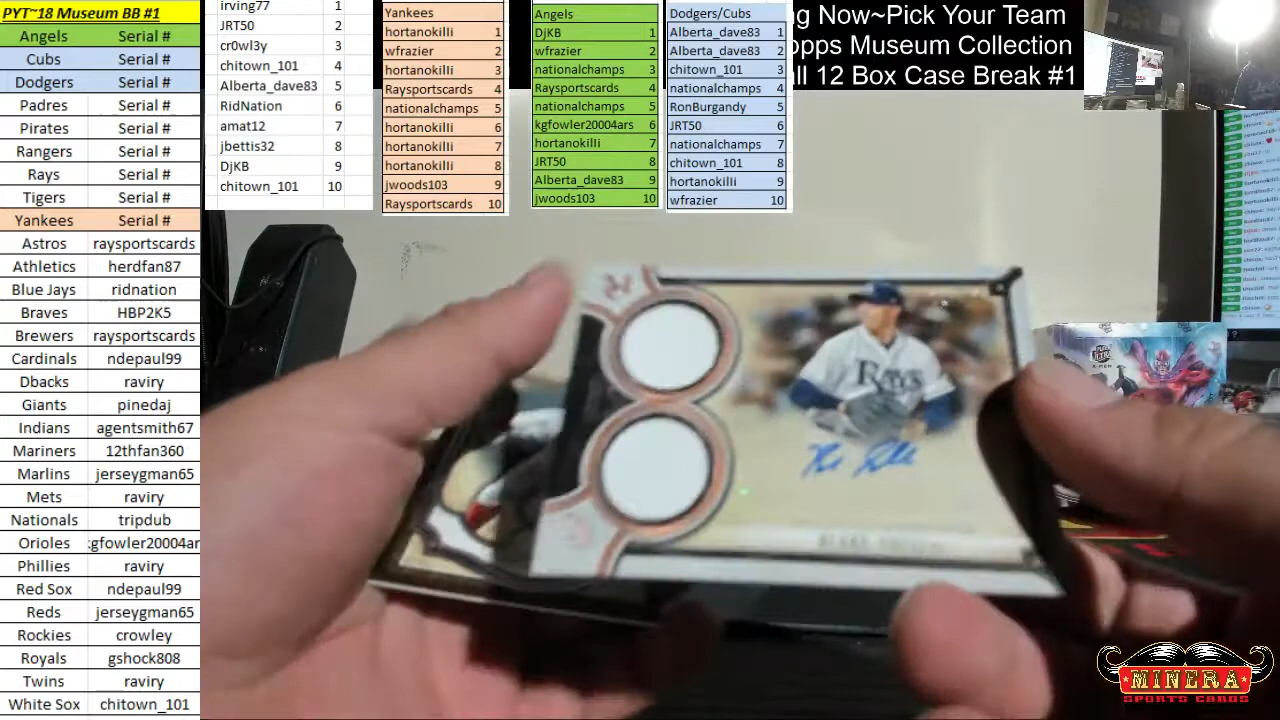 PYT~18 Museum BB #1
Angels Serial #
Cubs Serial #
Dodgers Serial #
Padres Serial #
Pirates Serial #
Rangers Serial #
Rays Serial #
Tigers Serial #
Yankees Serial #
Astros raysportscards
Athletics herdfan87
Blue Jays ridnation
Braves HBP2K5
Brewers raysportscards
Cardinals ndepaul99
Dbacks raviry
Giants pinedaj
Indians agentsmith67
Mariners 12thfan360
Marlins jerseygman65
Mets raviry
Nationals tripdub
Orioles kgfowler20004ar
Phillies raviry
Red Sox ndepaul99
Reds jerseygman65
Rockies crowley
Royals gshock808
Twins raviry
White Sox chitown_101
irving77 1
JRT50 2
cr0wl3y 3
chitown_101 4
Alberta_dave83 5
RidNation 6
amat12 7
jbettis32 8
DjKB 9
chitown_101 10
Yankees
hortanokilli 1
wfrazier 2
hortanokilli 3
Raysportscards 4
nationalchamps 5
hortanokilli 6
hortanokilli 7
hortanokilli 8
jwoods103 9
Raysportscards 10
Angels
DjKB 1
wfrazier 2
nationalchamps 3
Raysportscards 4
nationalchamps 5
kgfowler20004ars 6
hortanokilli 7
JRT50 8
Alberta_dave83 9
jwoods103 10
Dodgers/Cubs
Alberta_dave83 1
Alberta_dave83 2
chitown_101 3
nationalchamps 4
RonBurgandy 5
JRT50 6
nationalchamps 7
chitown_101 8
hortanokilli 9
wfrazier 10
ng Now~Pick Your Team
opps Museum Collection
all 12 Box Case Break #1
RAYS
MINERA
SPORTS CARDS